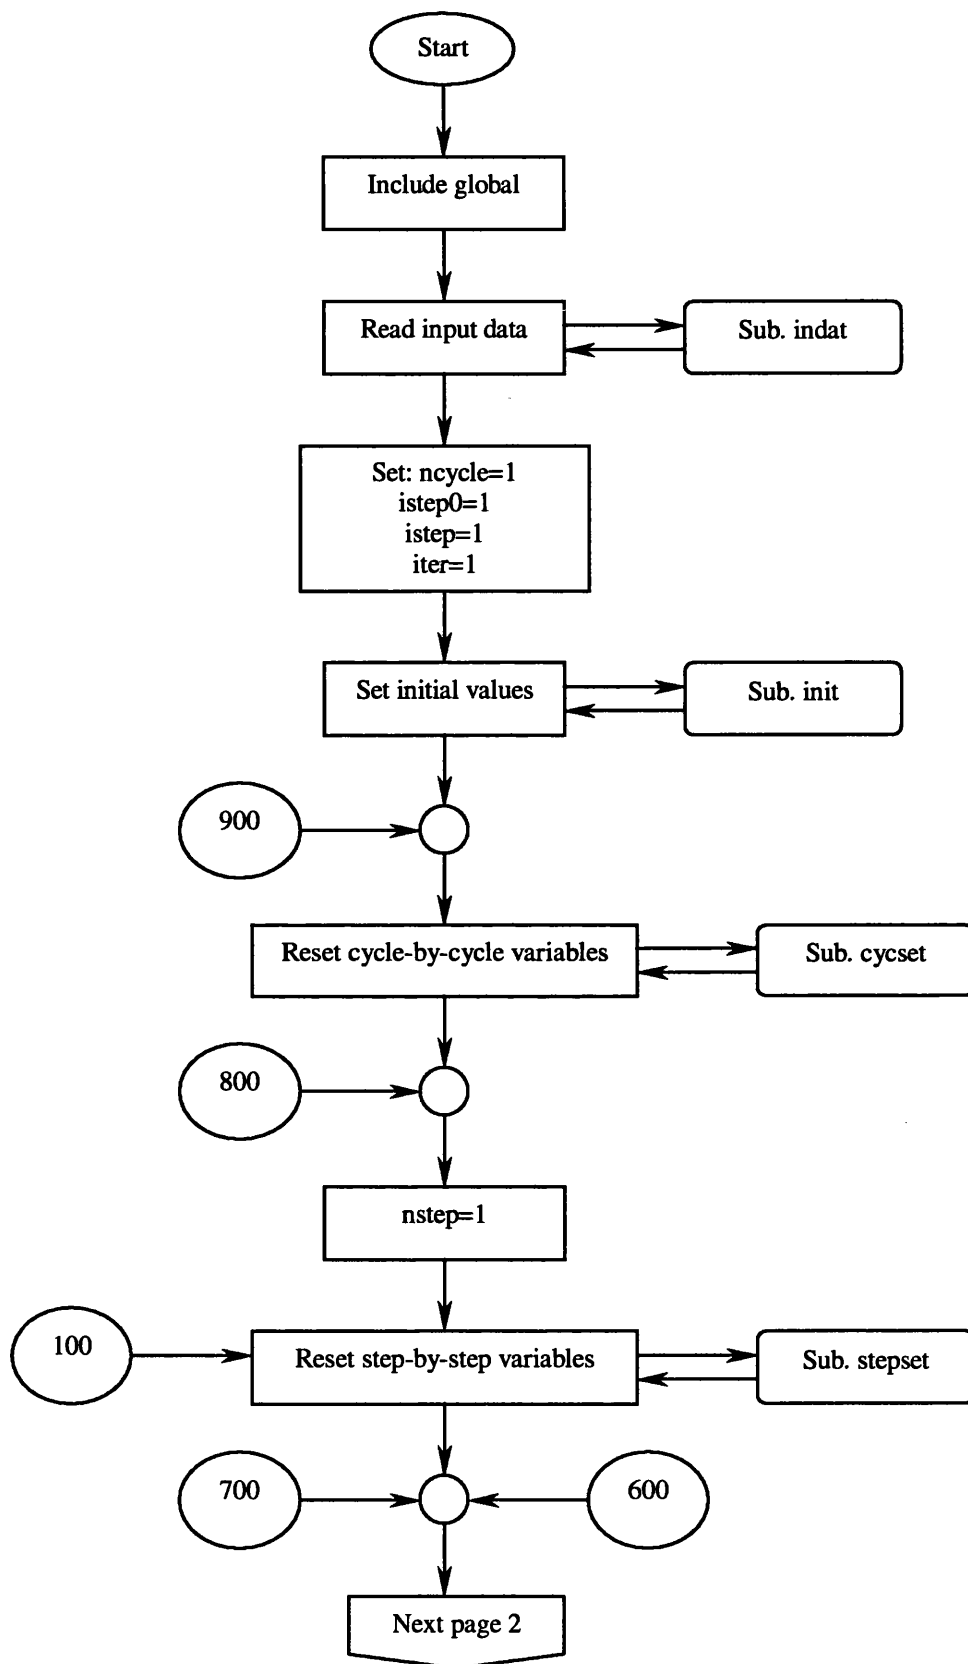 Start
Include global
Read input data
Sub. indat
Set: ncycle=1
istep0=1
istep=1
iter=1
Set initial values
Sub. init
900
Reset cycle-by-cycle variables
Sub. cycset
800
nstep=1
100
Reset step-by-step variables
Sub. stepset
700
600
Next page 2